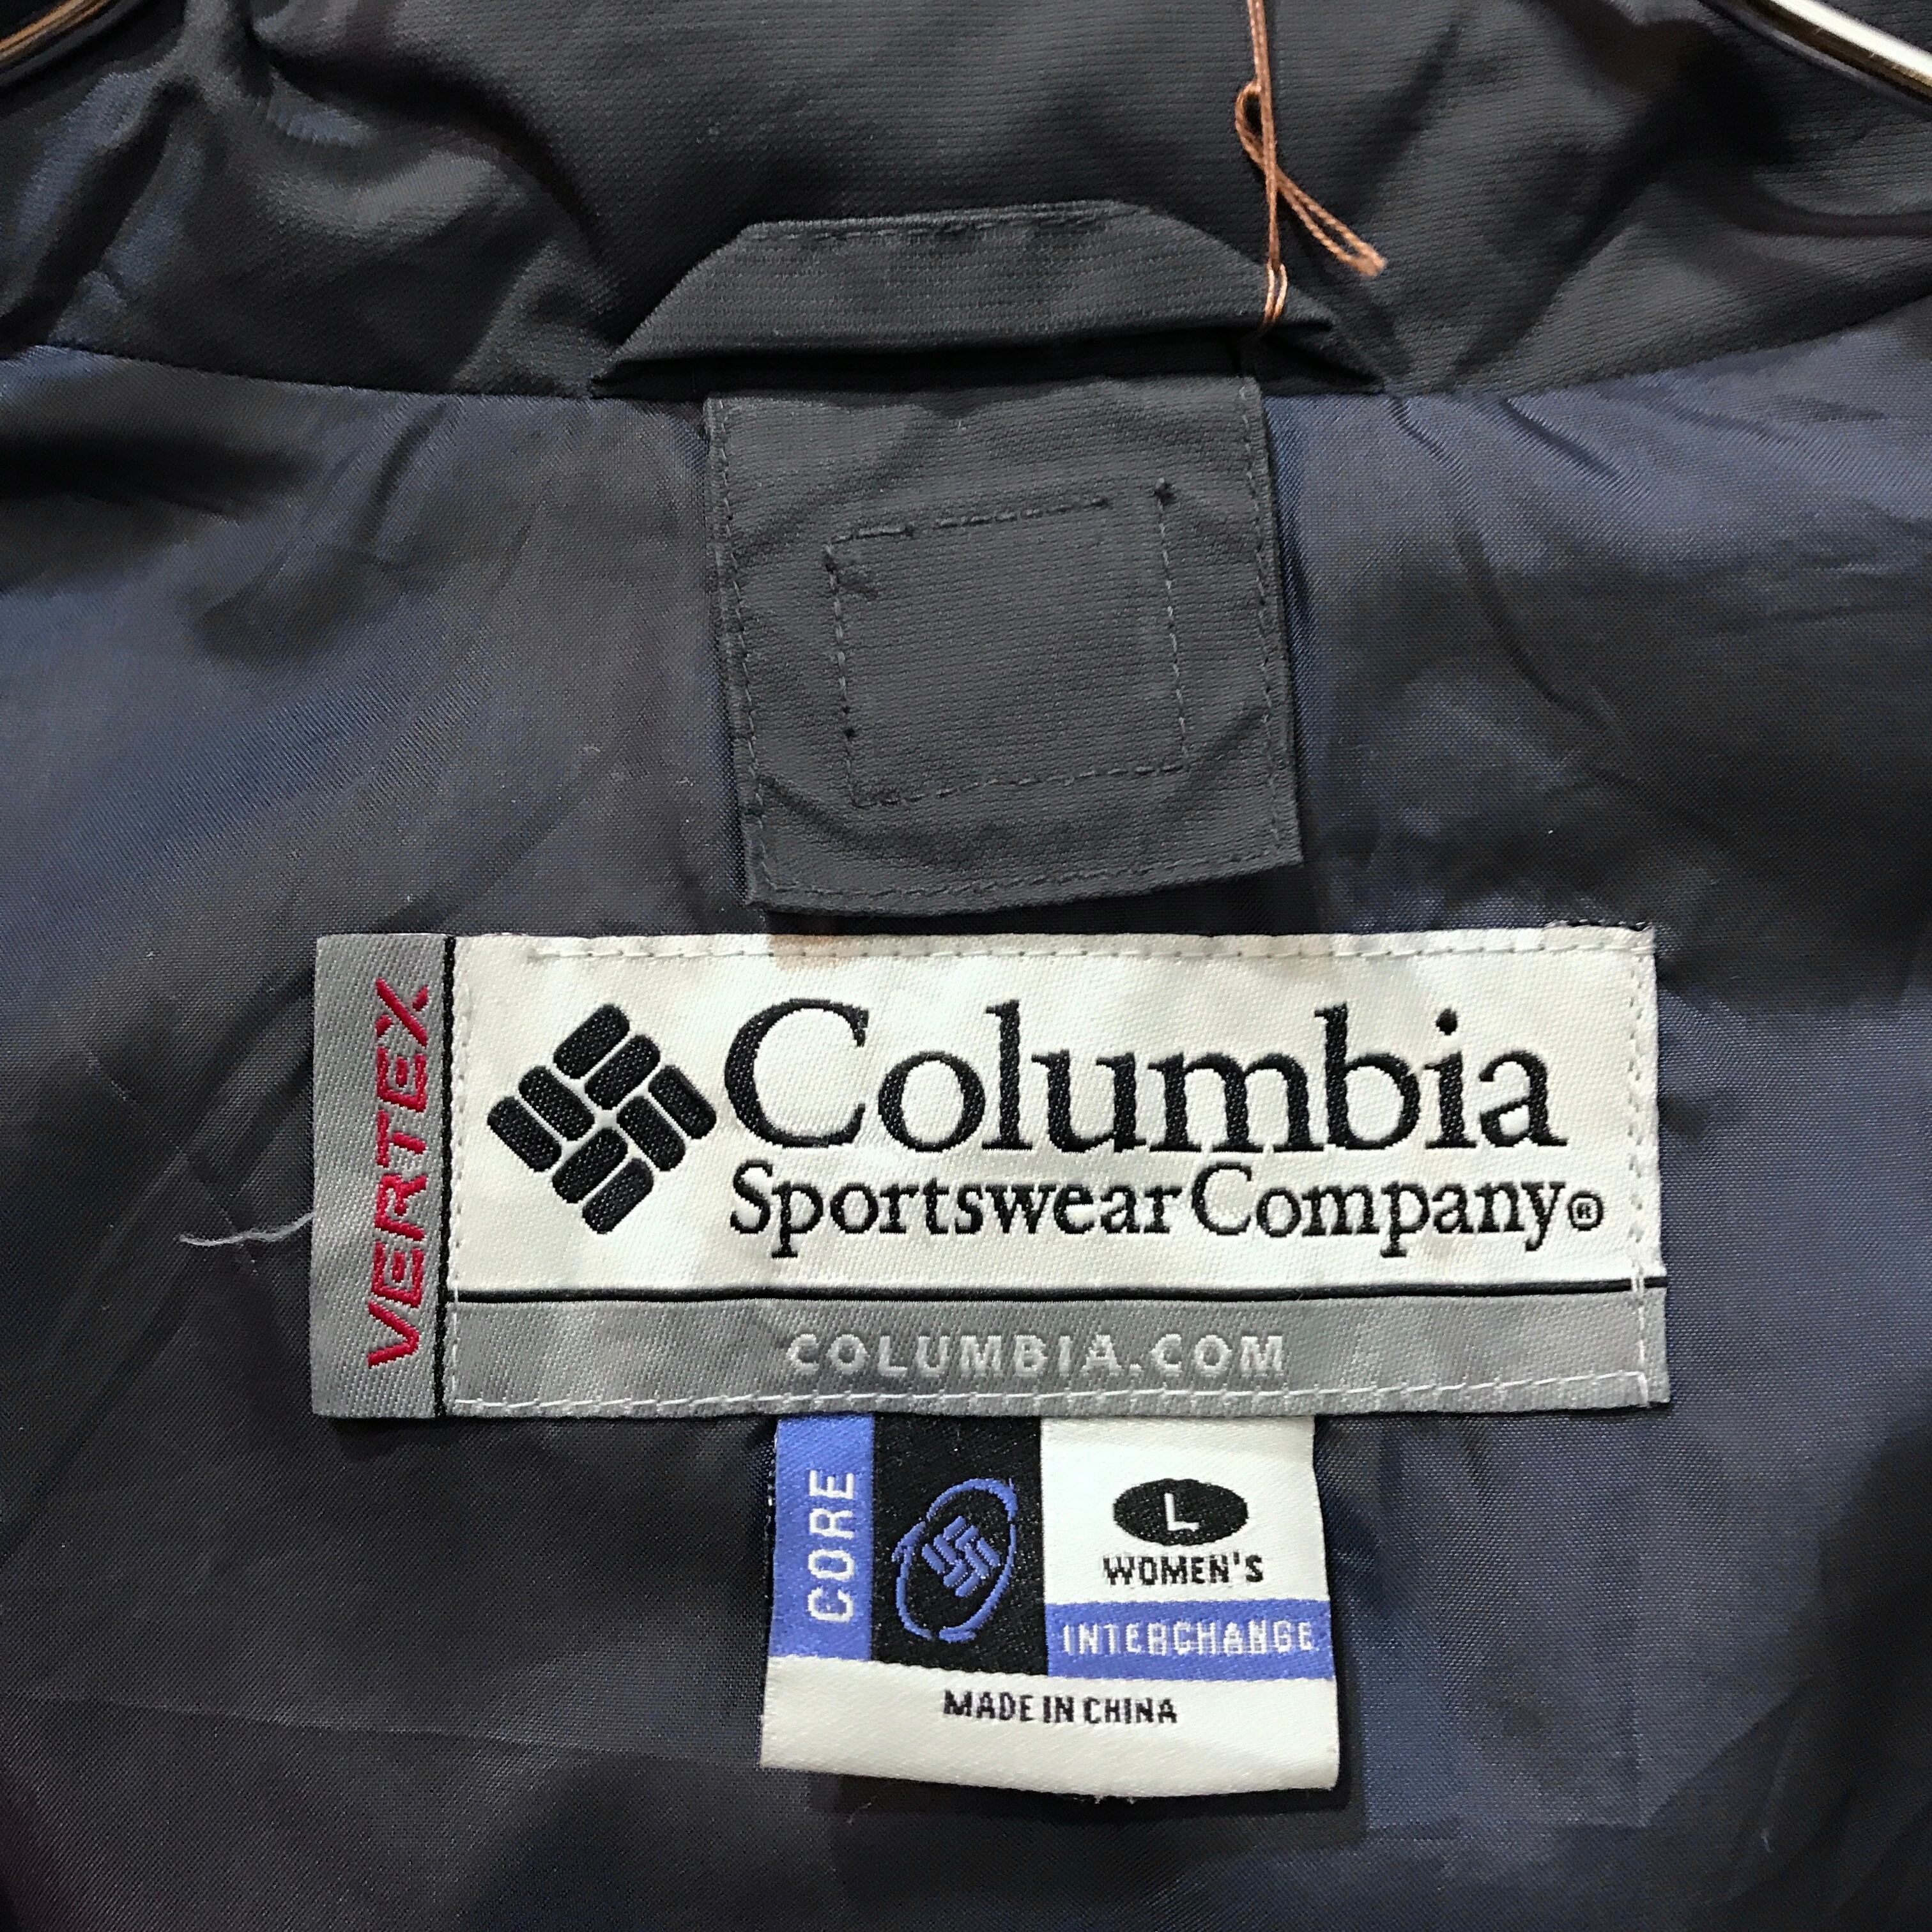 VERTEX
Columbia
Sportswear Company®
COLUMBIA.COM
CORE
L
WOMEN'S
INTERCHANGE
MADE IN CHINA